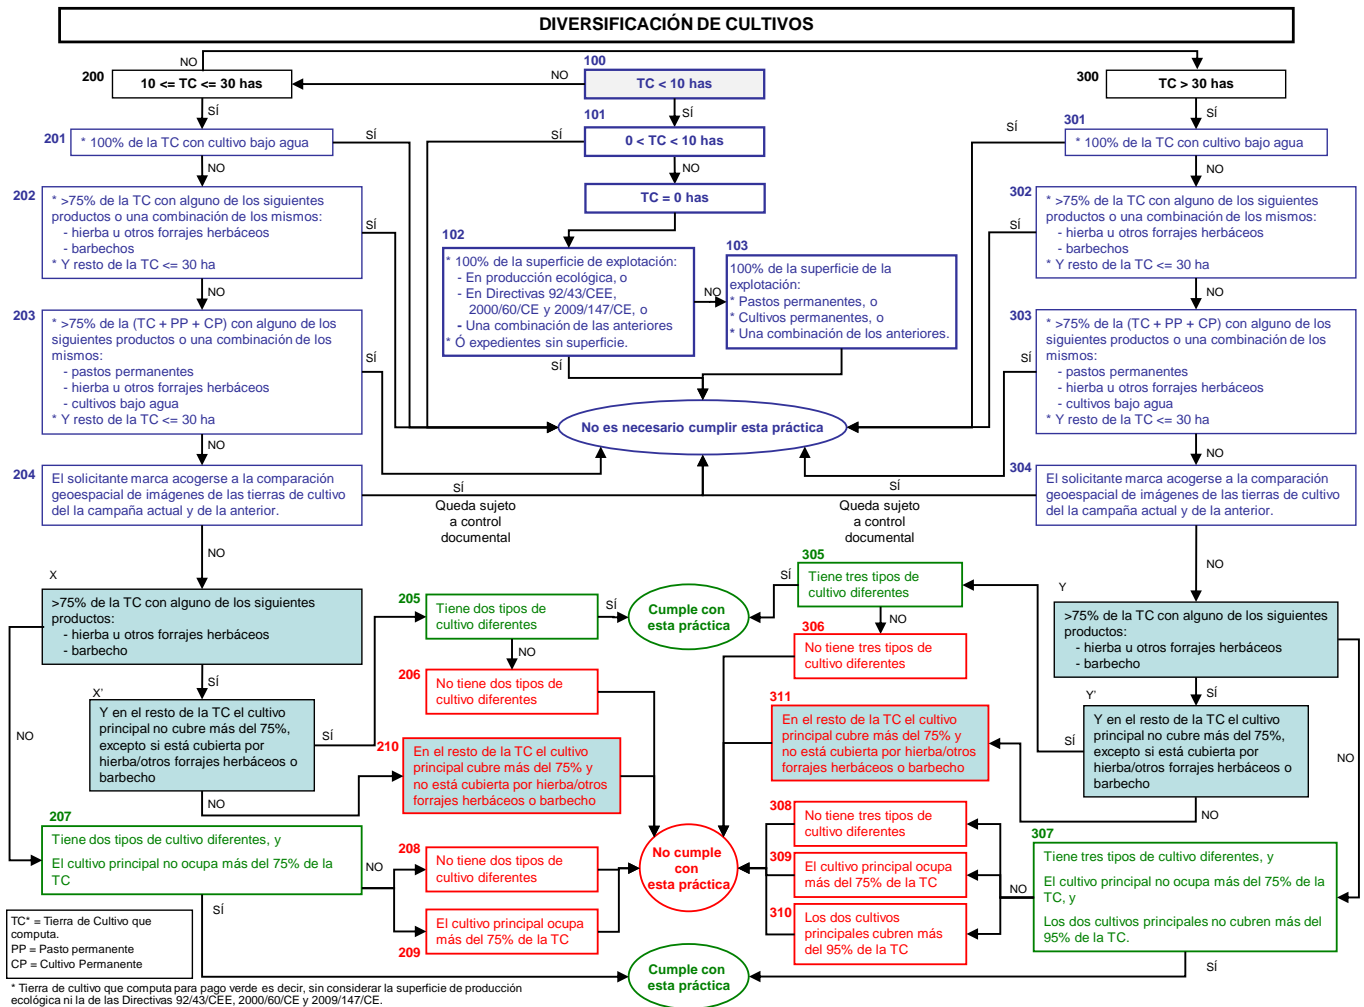 DIVERSIFICACIÓN DE CULTIVOS
NO
200
10 <= TC <= 30 has
NO
100
TC < 10 has
300
TC > 30 has
SÍ
SÍ
SÍ
201
* 100% de la TC con cultivo bajo agua
SÍ
101
SÍ
0 < TC < 10 has
SÍ
301
* 100% de la TC con cultivo bajo agua
NO
NO
NO
202
* >75% de la TC con alguno de los siguientes
productos o una combinación de los mismos:
- hierba u otros forrajes herbáceos
- barbechos
* Y resto de la TC <= 30 ha
SÍ
TC = 0 has
102
* 100% de la superficie de explotación:
- En producción ecológica, o
- En Directivas 92/43/CEE,
2000/60/CE y 2009/147/CE, o
- Una combinación de las anteriores
* Ó expedientes sin superficie.
NO
103
100% de la superficie de la
explotación:
* Pastos permanentes, o
* Cultivos permanentes, o
* Una combinación de los anteriores.
302
* >75% de la TC con alguno de los siguientes
productos o una combinación de los mismos:
- hierba u otros forrajes herbáceos
- barbechos
* Y resto de la TC <= 30 ha
SÍ
NO
NO
203
* >75% de la (TC + PP + CP) con alguno de los
siguientes productos o una combinación de los
mismos:
- pastos permanentes
- hierba u otros forrajes herbáceos
- cultivos bajo agua
* Y resto de la TC <= 30 ha
SÍ
SÍ
SÍ
303
* >75% de la (TC + PP + CP) con alguno de los
siguientes productos o una combinación de los
mismos:
- pastos permanentes
- hierba u otros forrajes herbáceos
- cultivos bajo agua
* Y resto de la TC <= 30 ha
SÍ
No es necesario cumplir esta práctica
NO
NO
204
El solicitante marca acogerse a la comparación
geoespacial de imágenes de las tierras de cultivo
del la campaña actual y de la anterior.
SÍ
Queda sujeto
a control
documental
SÍ
Queda sujeto
a control
documental
304
El solicitante marca acogerse a la comparación
geoespacial de imágenes de las tierras de cultivo
del la campaña actual y de la anterior.
NO
NO
X
>75% de la TC con alguno de los siguientes
productos:
- hierba u otros forrajes herbáceos
- barbecho
205
Tiene dos tipos de
cultivo diferentes
SÍ
Cumple con
esta práctica
SÍ
305
Tiene tres tipos de
cultivo diferentes
SÍ
Y
>75% de la TC con alguno de los siguientes
productos:
- hierba u otros forrajes herbáceos
- barbecho
NO
NO
206
No tiene dos tipos de
cultivo diferentes
306
No tiene tres tipos de
cultivo diferentes
SÍ
SÍ
X'
Y en el resto de la TC el cultivo
principal no cubre más del 75%,
excepto si está cubierta por
hierba/otros forrajes herbáceos o
barbecho
SÍ
NO
NO
210
En el resto de la TC el cultivo
principal cubre más del 75% y
no está cubierta por hierba/otros
forrajes herbáceos o barbecho
311
En el resto de la TC el cultivo
principal cubre más del 75% y
no está cubierta por hierba/otros
forrajes herbáceos o barbecho
Y'
Y en el resto de la TC el cultivo
principal no cubre más del 75%,
excepto si está cubierta por
hierba/otros forrajes herbáceos o
barbecho
NO
NO
207
Tiene dos tipos de cultivo diferentes, y
El cultivo principal no ocupa más del 75% de la
TC
NO
208
No tiene dos tipos de
cultivo diferentes
El cultivo principal ocupa
más del 75% de la TC
209
No cumple
con
esta práctica
308
No tiene tres tipos de
cultivo diferentes
309
El cultivo principal ocupa
más del 75% de la TC
310
Los dos cultivos
principales cubren más
del 95% de la TC
NO
307
Tiene tres tipos de cultivo diferentes, y
El cultivo principal no ocupa más del 75% de la
TC, y
Los dos cultivos principales no cubren más del
95% de la TC.
SÍ
SÍ
Cumple con
esta práctica
TC* = Tierra de Cultivo que
computa.
PP = Pasto permanente
CP = Cultivo Permanente
* Tierra de cultivo que computa para pago verde es decir, sin considerar la superficie de producción
ecológica ni la de las Directivas 92/43/CEE, 2000/60/CE y 2009/147/CE.